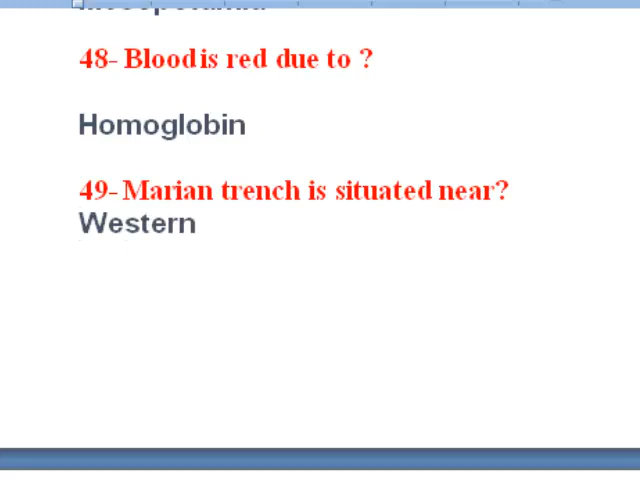 48- Blood is red due to ?
Homoglobin
49- Marian trench is situated near?
Western